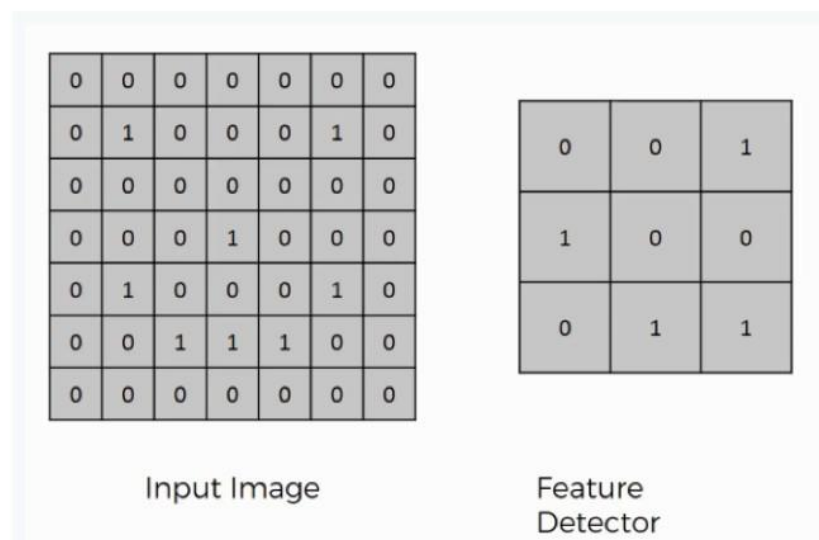 0 0 0 0 0 0 0
0 1 0 0 0 1 0
0 0 0 0 0 0 0
0 0 0 1 0 0 0
0 1 0 0 0 1 0
0 0 1 1 1 0 0
0 0 0 0 0 0 0
Input Image
0 0 1
1 0 0
0 1 1
Feature
Detector